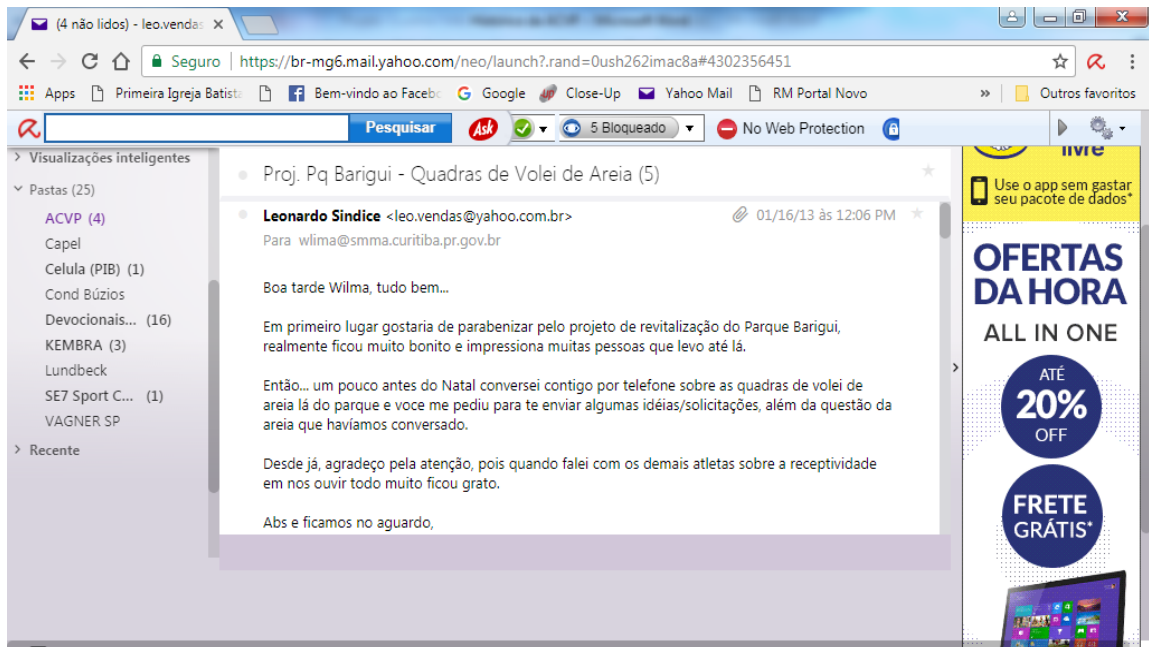 (4 não lidos) - leo.vendas
Seguro | https://br-mg6.mail.yahoo.com/neo/launch?.rand=0ush262imac8a#4302356451
Apps Primeira Igreja Batista Bem-vindo ao Facebo Google Close-Up Yahoo Mail RM Portal Novo » Outros favoritos
Pesquisar Ask 5 Bloqueado No Web Protection
Visualizações inteligentes
Pastas (25)
ACVP (4)
Capel
Celula (PIB) (1)
Cond Búzios
Devocionais... (16)
KEMBRA (3)
Lundbeck
SE7 Sport C... (1)
VAGNER SP
Recente
Proj. Pq Barigui - Quadras de Volei de Areia (5)
Leonardo Sindice <leo.vendas@yahoo.com.br> 01/16/13 às 12:06 PM
Para wlima@smma.curitiba.pr.gov.br
Boa tarde Wilma, tudo bem...
Em primeiro lugar gostaria de parabenizar pelo projeto de revitalização do Parque Barigui,
realmente ficou muito bonito e impressiona muitas pessoas que levo até lá.
Então... um pouco antes do Natal conversei contigo por telefone sobre as quadras de volei de
areia lá do parque e voce me pediu para te enviar algumas idéias/solicitações, além da questão da
areia que havíamos conversado.
Desde já, agradeço pela atenção, pois quando falei com os demais atletas sobre a receptividade
em nos ouvir todo muito ficou grato.
Abs e ficamos no aguardo,
livre
Use o app sem gastar
seu pacote de dados*
OFERTAS
DA HORA
ALL IN ONE
ATÉ
20%
OFF
FRETE
GRÁTIS*